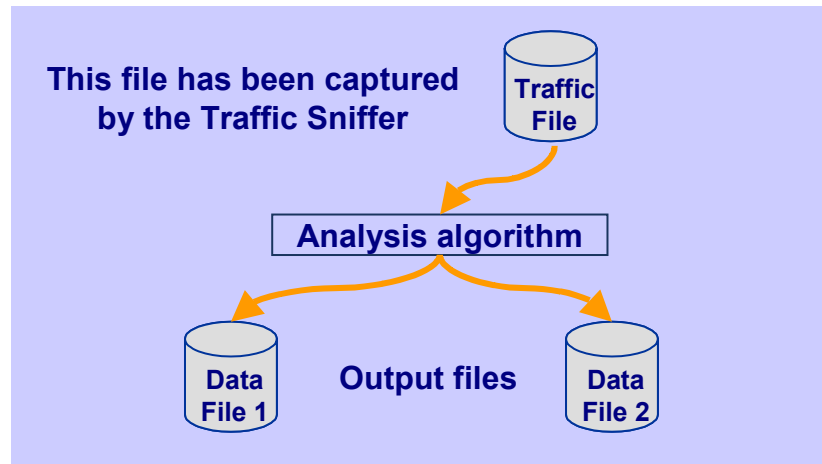 This file has been captured
by the Traffic Sniffer
Traffic
File
Analysis algorithm
Data
File 1
Output files
Data
File 2